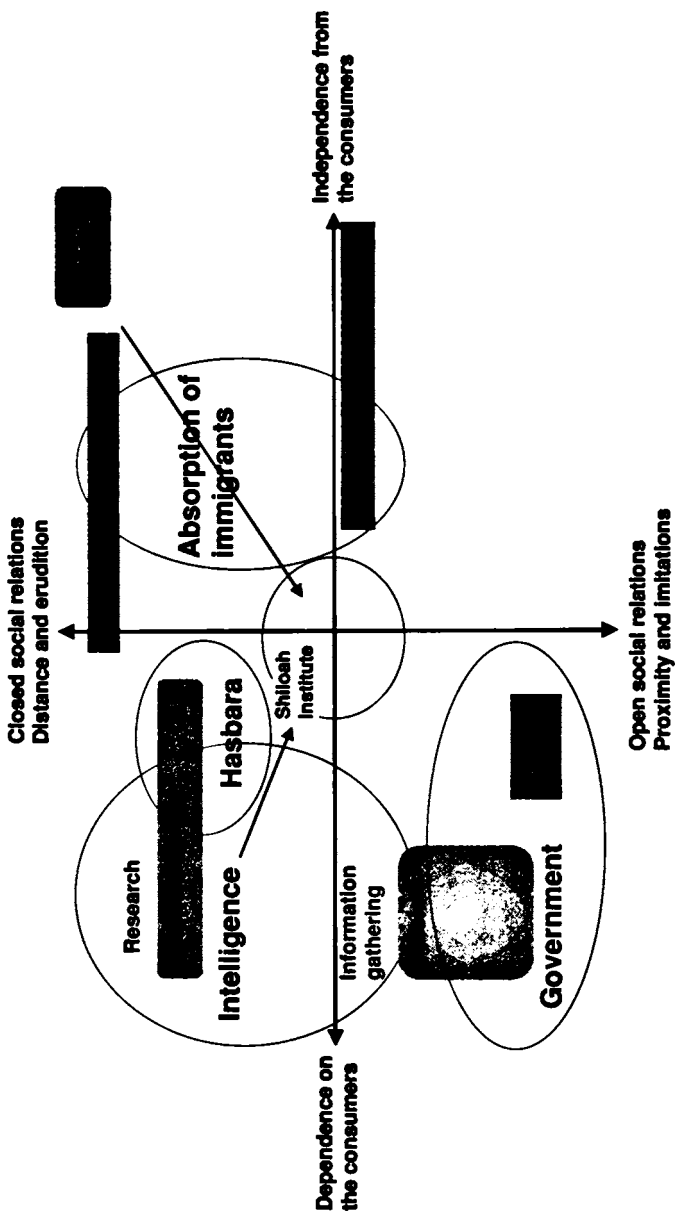 Closed social relations
Distance and erudition
Research
Intelligence
Hasbara
Absorption of
immigrants
Shiloah
Institute
Dependence on
the consumers
Independence from
the consumers
Information
gathering
Government
Open social relations
Proximity and imitations